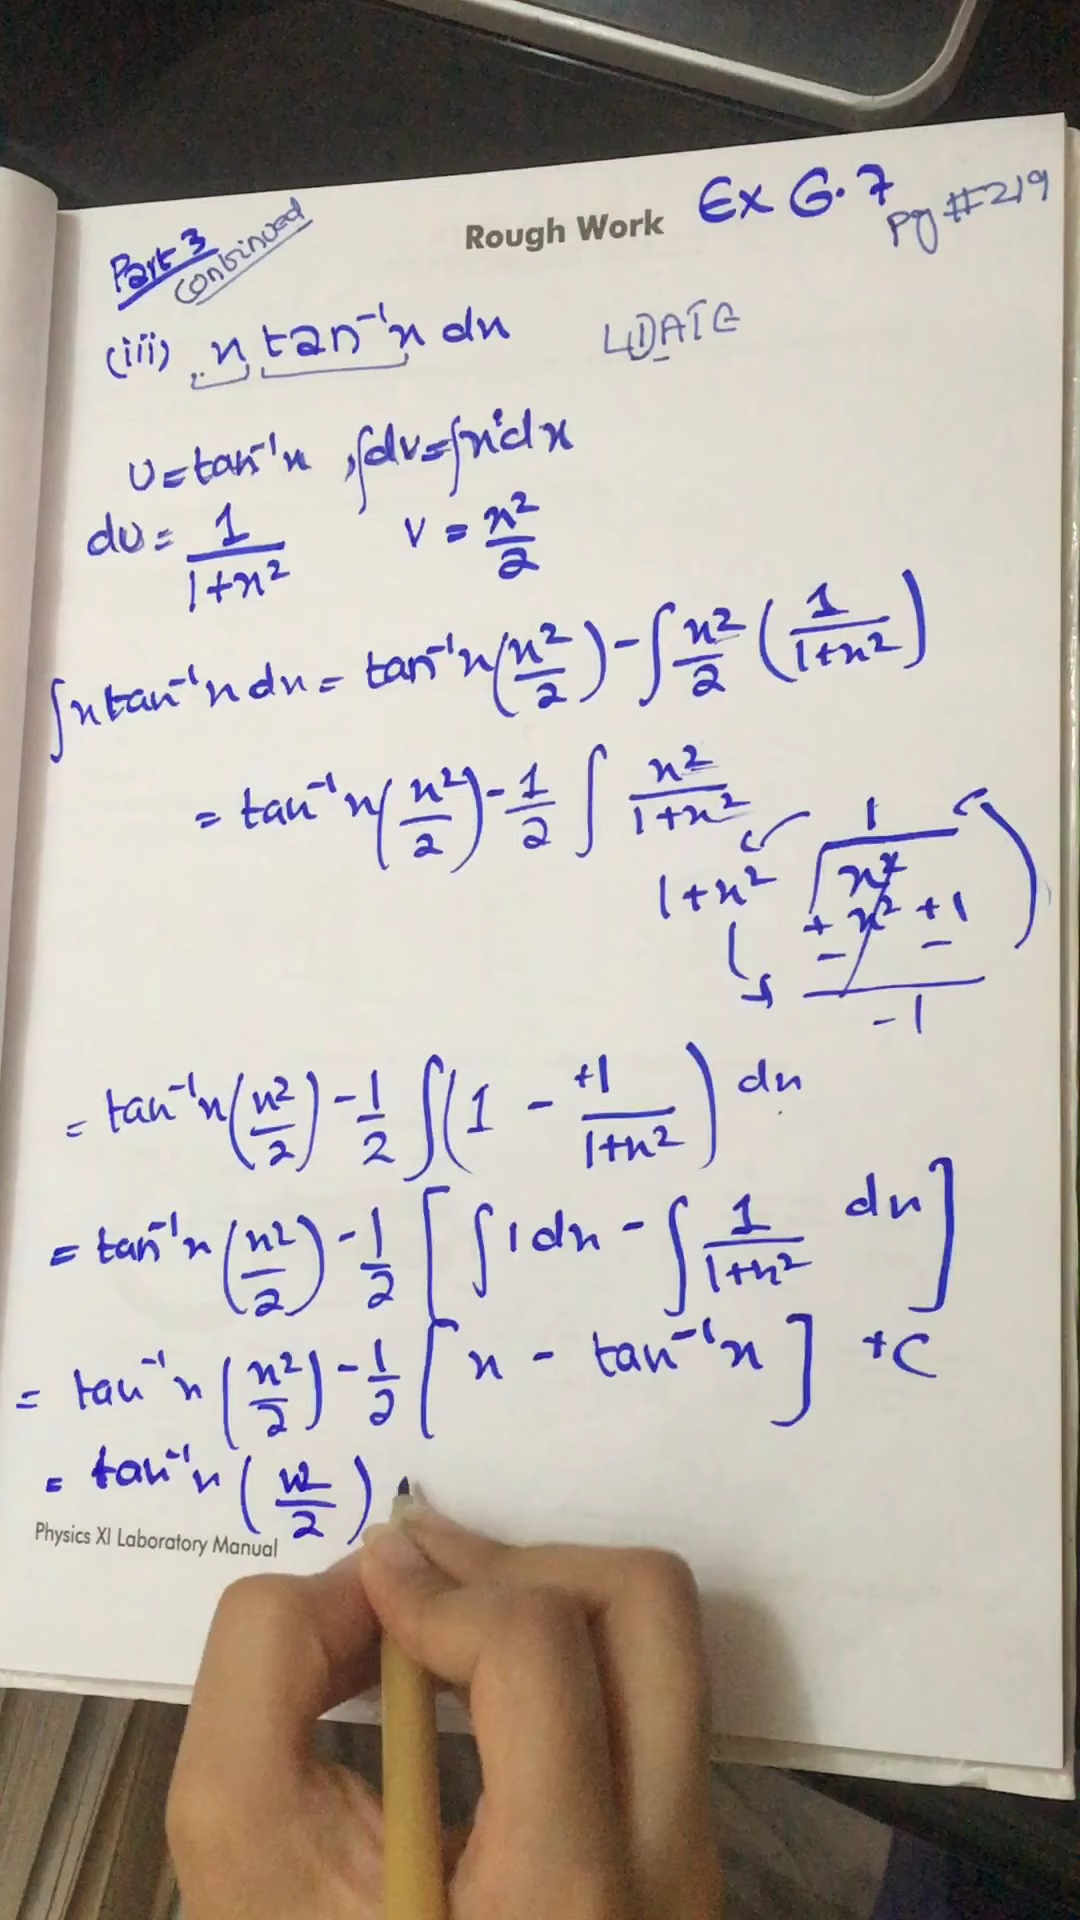 Part 3
Continued
Rough Work
Ex 6.7
Pg #219
(iii) x tan⁻¹x dx
LIATE
U = tan⁻¹x , ∫dv = ∫x¹dx
du = 1/(1+x²)
v = x²/2
∫x tan⁻¹x dx = tan⁻¹x (x²/2) - ∫ x²/2 (1/(1+x²))
= tan⁻¹x (x²/2) - 1/2 ∫ x²/(1+x²)
1
1+x² √x²
+ x² + 1
- -
-1
= tan⁻¹x (x²/2) - 1/2 ∫(1 - +1/(1+x²)) dx
= tan⁻¹x (x²/2) - 1/2 [∫1dx - ∫ 1/(1+x²) dx]
= tan⁻¹x (x²/2) - 1/2 [x - tan⁻¹x] + C
= tan⁻¹x (x²/2)
Physics XI Laboratory Manual